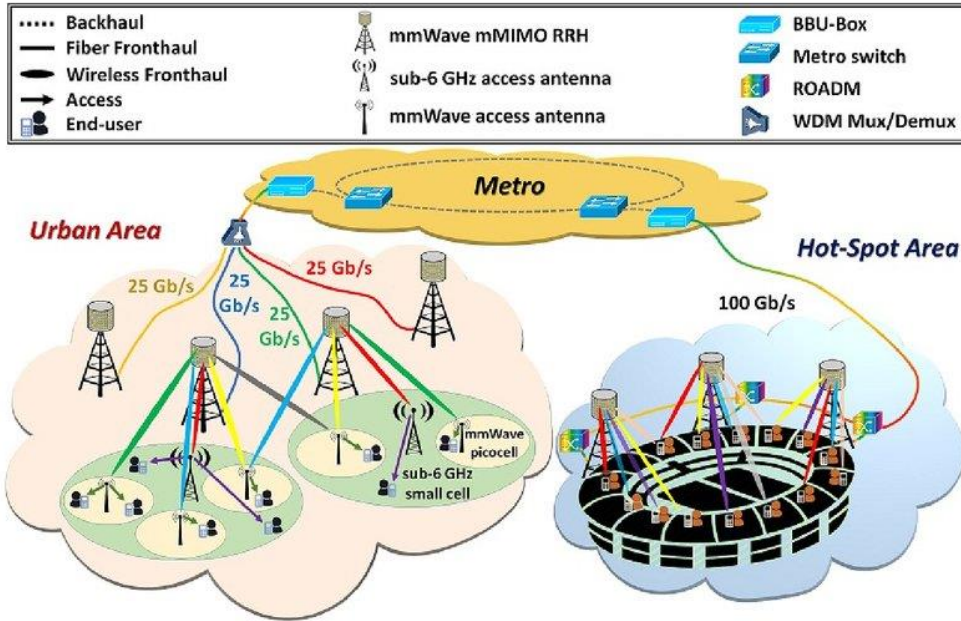 Backhaul
Fiber Fronthaul
Wireless Fronthaul
Access
End-user
mmWave mMIMO RRH
sub-6 GHz access antenna
mmWave access antenna
BBU-Box
Metro switch
ROADM
WDM Mux/Demux
Metro
Urban Area
Hot-Spot Area
25 Gb/s
25
Gb/s
25
Gb/s
25 Gb/s
100 Gb/s
mmWave
picocell
sub-6 GHz
small cell